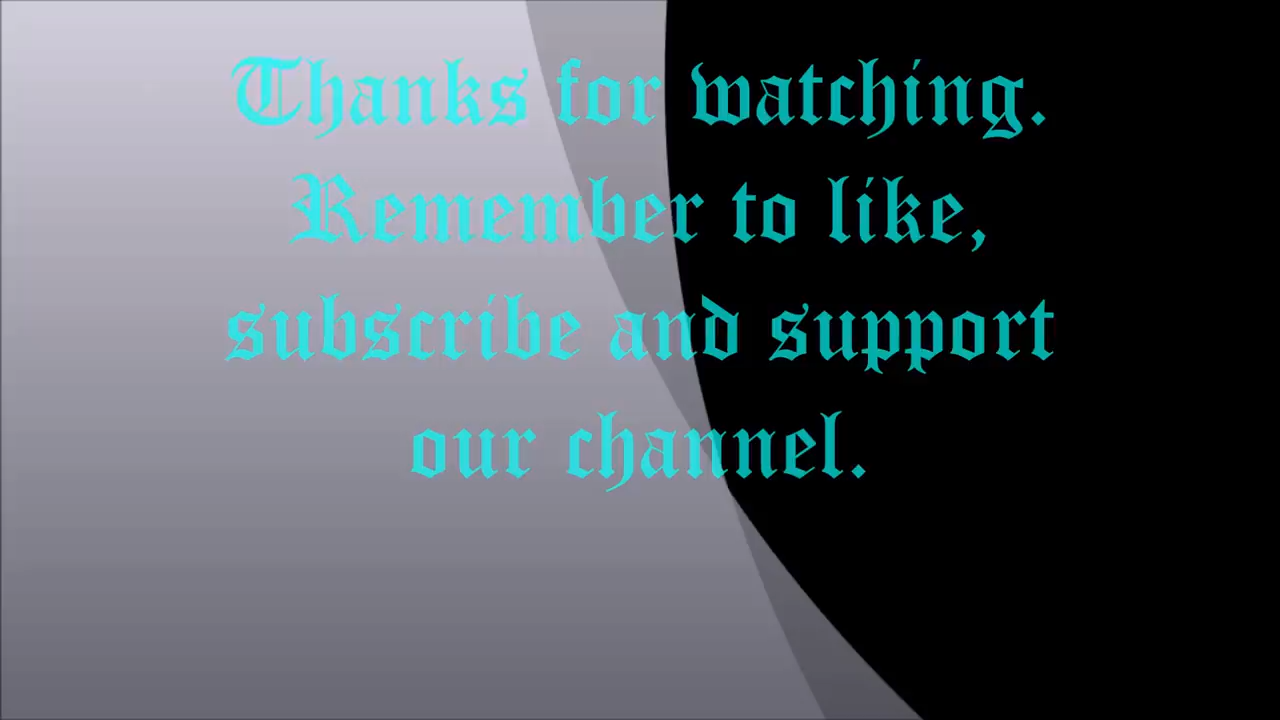 Thanks for watching.
Remember to like,
subscribe and support
our channel.